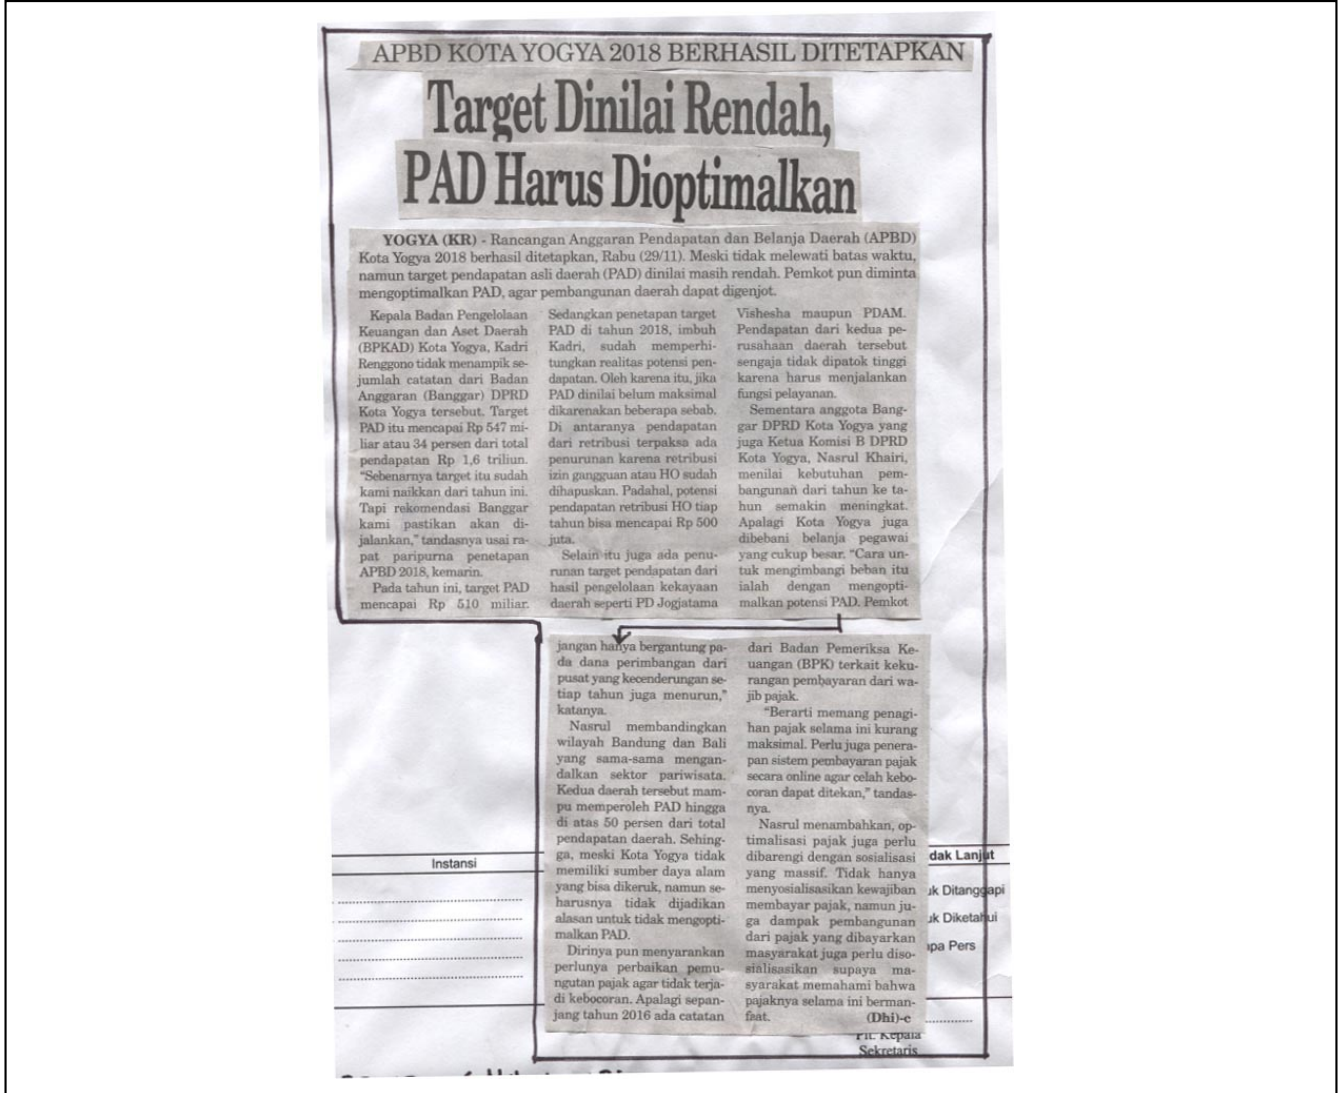 APBD KOTA YOGYA 2018 BERHASIL DITETAPKAN
Target Dinilai Rendah,
PAD Harus Dioptimalkan
YOGYA (KR) - Rancangan Anggaran Pendapatan dan Belanja Daerah (APBD)
Kota Yogya 2018 berhasil ditetapkan, Rabu (29/11). Meski tidak melewati batas waktu,
namun target pendapatan asli daerah (PAD) dinilai masih rendah. Pemkot pun diminta
mengoptimalkan PAD, agar pembangunan daerah dapat digenjot.
Kepala Badan Pengelolaan
Keuangan dan Aset Daerah
(BPKAD) Kota Yogya, Kadri
Renggono tidak menampik se-
jumlah catatan dari Badan
Anggaran (Banggar) DPRD
Kota Yogya tersebut. Target
PAD itu mencapai Rp 547 mi-
liar atau 34 persen dari total
pendapatan Rp 1,6 triliun.
"Sebenarnya target itu sudah
kami naikkan dari tahun ini.
Tapi rekomendasi Banggar
kami pastikan akan di-
jalankan," tandasnya usai ra-
pat paripurna penetapan
APBD 2018, kemarin.
Pada tahun ini, target PAD
mencapai Rp 510 miliar.
Sedangkan penetapan target
PAD di tahun 2018, imbuh
Kadri, sudah memperhi-
tungkan realitas potensi pen-
dapatan. Oleh karena itu, jika
PAD dinilai belum maksimal
dikarenakan beberapa sebab.
Di antaranya pendapatan
dari retribusi terpaksa ada
penurunan karena retribusi
izin gangguan atau HO sudah
dihapuskan. Padahal, potensi
pendapatan retribusi HO tiap
tahun bisa mencapai Rp 500
juta.
Selain itu juga ada penu-
runan target pendapatan dari
hasil pengelolaan kekayaan
daerah seperti PD Jogjatama
Vishesha maupun PDAM.
Pendapatan dari kedua pe-
rusahaan daerah tersebut
sengaja tidak dipatok tinggi
karena harus menjalankan
fungsi pelayanan.
Sementara anggota Bang-
gar DPRD Kota Yogya yang
juga Ketua Komisi B DPRD
Kota Yogya, Nasrul Khairi,
menilai kebutuhan pem-
bangunan dari tahun ke ta-
hun semakin meningkat.
Apalagi Kota Yogya juga
dibebani belanja pegawai
yang cukup besar. "Cara un-
tuk mengimbangi beban itu
ialah dengan mengopti-
malkan potensi PAD. Pemkot
jangan hanya bergantung pa-
da dana perimbangan dari
pusat yang kecenderungan se-
tiap tahun juga menurun,"
katanya.
Nasrul membandingkan
wilayah Bandung dan Bali
yang sama-sama mengan-
dalkan sektor pariwisata.
Kedua daerah tersebut mam-
pu memperoleh PAD hingga
di atas 50 persen dari total
pendapatan daerah. Sehing-
ga, meski Kota Yogya tidak
memiliki sumber daya alam
yang bisa dikeruk, namun se-
harusnya tidak dijadikan
alasan untuk tidak mengopti-
malkan PAD.
Dirinya pun menyarankan
perlunya perbaikan pemu-
ngutan pajak agar tidak terja-
di kebocoran. Apalagi sepan-
jang tahun 2016 ada catatan
dari Badan Pemeriksa Ke-
uangan (BPK) terkait keku-
rangan pembayaran dari wa-
jib pajak.
"Berarti memang penagi-
han pajak selama ini kurang
maksimal. Perlu juga penera-
pan sistem pembayaran pajak
secara online agar celah kebo-
coran dapat ditekan," tandas-
nya.
Nasrul menambahkan, op-
timalisasi pajak juga perlu
dibarengi dengan sosialisasi
yang massif. Tidak hanya
menyosialisasikan kewajiban
membayar pajak, namun ju-
ga dampak pembangunan
dari pajak yang dibayarkan
masyarakat juga perlu diso-
sialisasikan supaya ma-
syarakat memahami bahwa
pajaknya selama ini berman-
faat. (Dhi)-c
Instansi
dak Lanjut
uk Ditanggapi
uk Diketahui
apa Pers
Plt. Kepala
Sekretaris